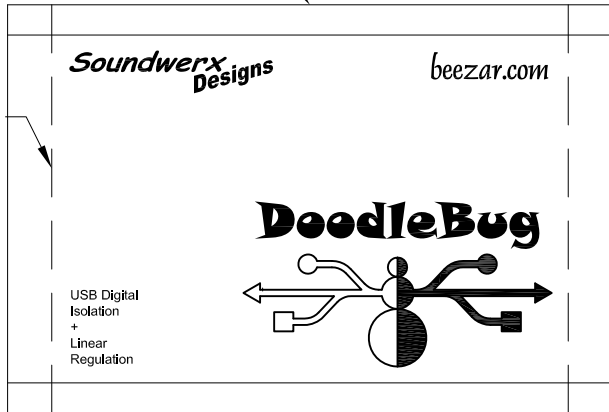 Soundwerx
Designs
beezar.com
DoodleBug
USB Digital
Isolation
+
Linear
Regulation